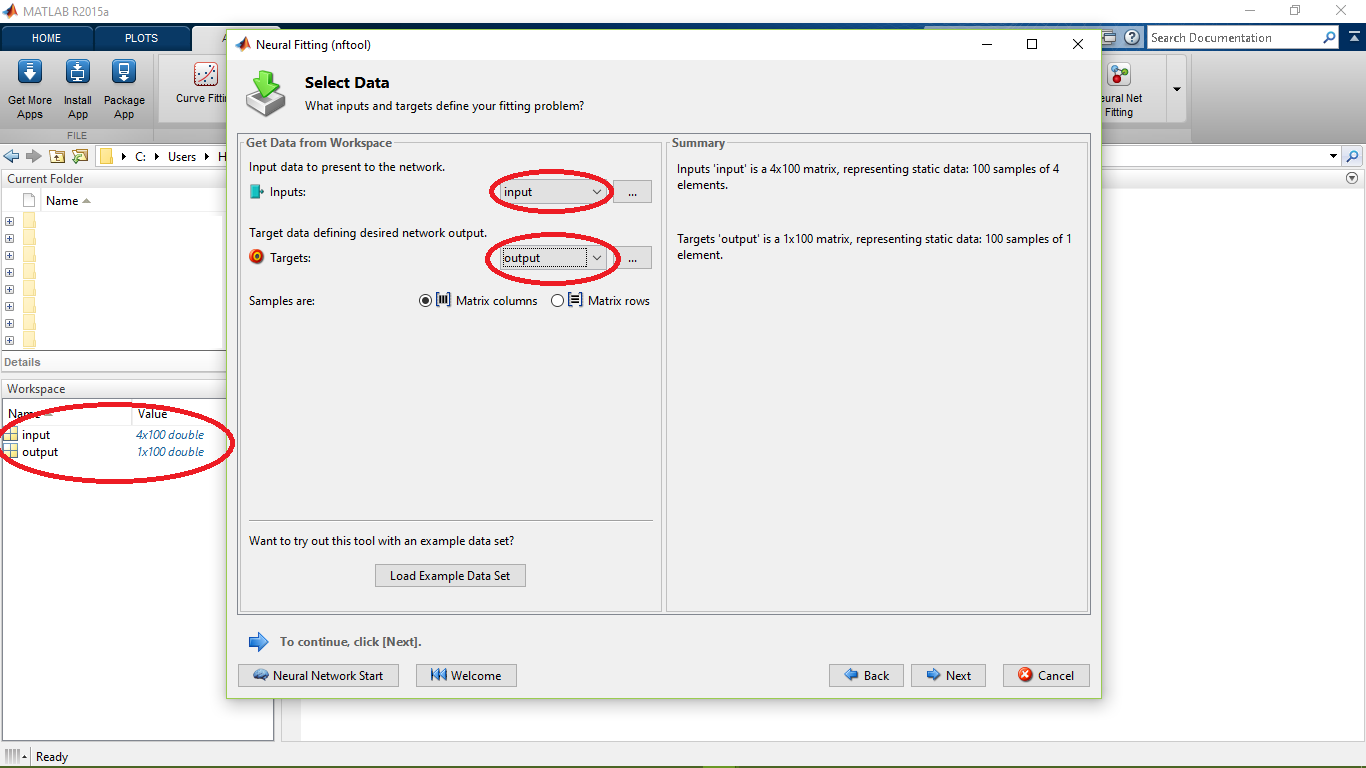 MATLAB R2015a
HOME
PLOTS
A
Search Documentation
Get More Apps
Install App
Package App
Curve Fitti
FILE
eural Net Fitting
C: Users H
Current Folder
Name
Details
Workspace
Name Value
input 4x100 double
output 1x100 double
Neural Fitting (nftool)
Select Data
What inputs and targets define your fitting problem?
Get Data from Workspace
Input data to present to the network.
Inputs: input ...
Target data defining desired network output.
Targets: output ...
Samples are: Matrix columns Matrix rows
Want to try out this tool with an example data set?
Load Example Data Set
Summary
Inputs 'input' is a 4x100 matrix, representing static data: 100 samples of 4
elements.
Targets 'output' is a 1x100 matrix, representing static data: 100 samples of 1
element.
To continue, click [Next].
Neural Network Start
Welcome
Back
Next
Cancel
Ready